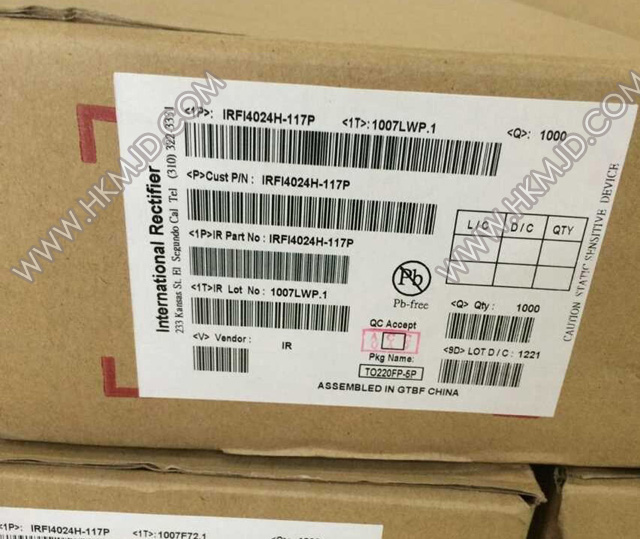 <1P>: IRFI4024H-117P <1T>:1007LWP.1 <Q>: 1000
<P>Cust P/N : IRFI4024H-117P
<1P>IR Part No : IRFI4024H-117P
<1T>IR Lot No : 1007LWP.1
<V> Vendor : IR
International Rectifier
233 Kansas St. El Segundo Cal Tel (310) 322 3331
L/C D/C QTY
Pb
Pb-free
<Q> Qty : 1000
QC Accept
<9D> LOT D/C : 1221
Pkg Name:
TO220FP-5P
ASSEMBLED IN GTBF CHINA
CAUTION STATIC SENSITIVE DEVICE
<1P>: IRFI4024H-117P <1T>:1007F72.1
WWW.HKMJD.COM
WWW.HKMJD.COM
WWW.HKMJD.COM